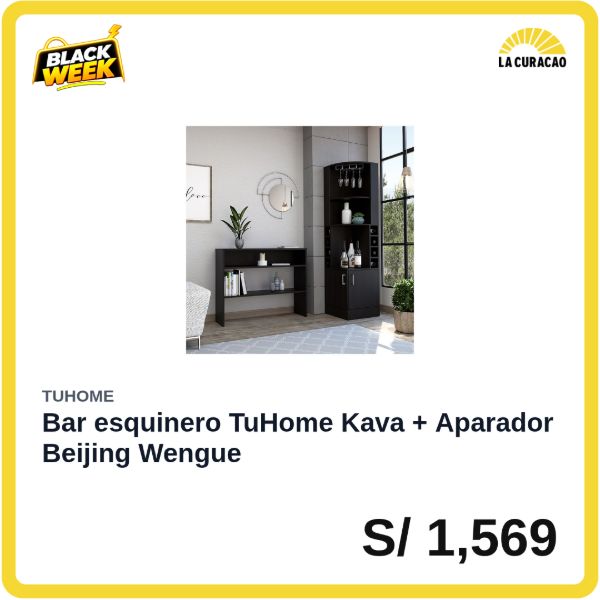 BLACK
WEEK
LA CURACAO
TUHOME
Bar esquinero TuHome Kava + Aparador
Beijing Wengue
S/ 1,569